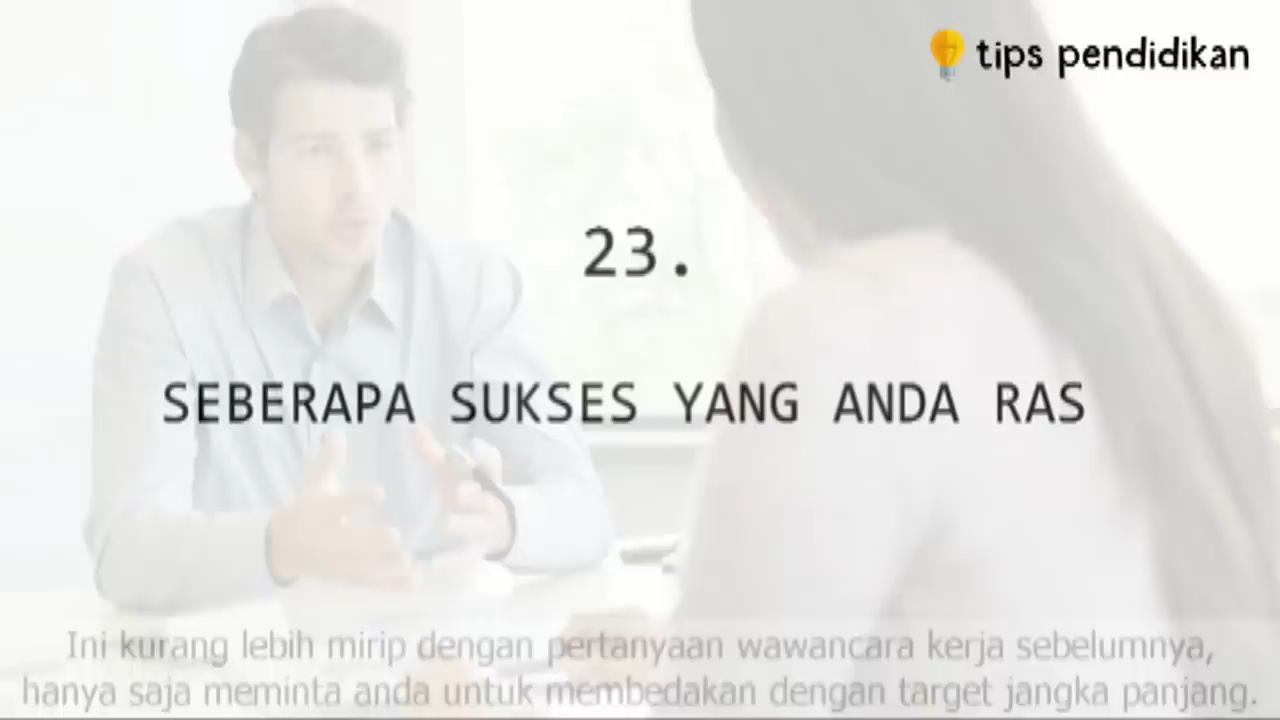 tips pendidikan
23.
SEBERAPA SUKSES YANG ANDA RAS
Ini kurang lebih mirip dengan pertanyaan wawancara kerja sebelumnya,
hanya saja meminta anda untuk membedakan dengan target jangka panjang.